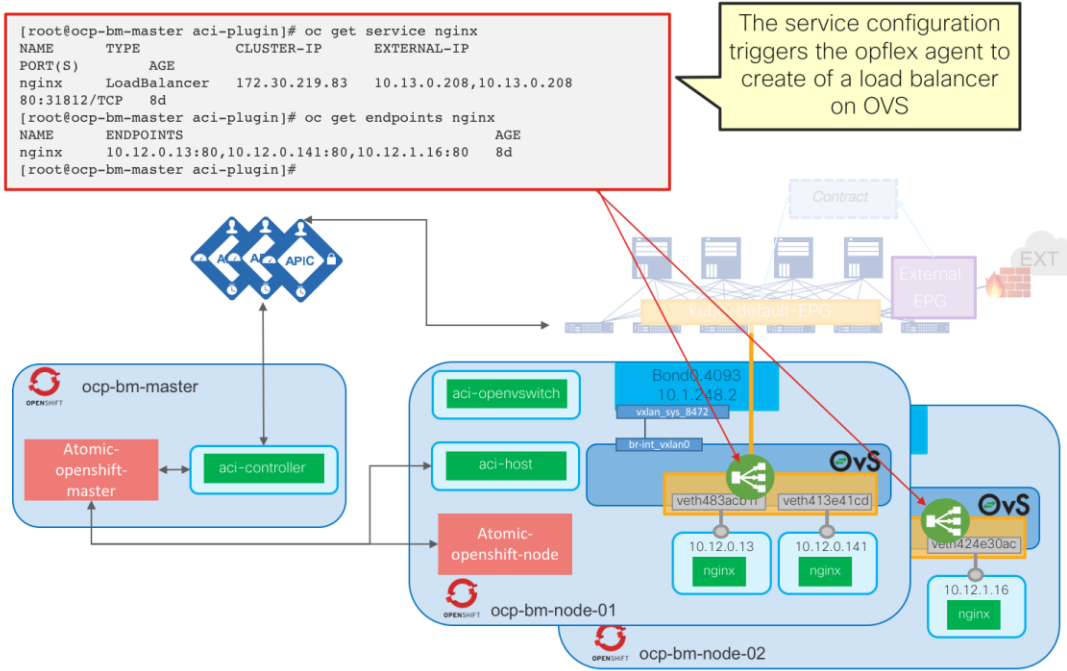 [root@ocp-bm-master aci-plugin]# oc get service nginx
NAME TYPE CLUSTER-IP EXTERNAL-IP
PORT(S) AGE
nginx LoadBalancer 172.30.219.83 10.13.0.208,10.13.0.208
80:31812/TCP 8d
[root@ocp-bm-master aci-plugin]# oc get endpoints nginx
NAME ENDPOINTS AGE
nginx 10.12.0.13:80,10.12.0.141:80,10.12.1.16:80 8d
[root@ocp-bm-master aci-plugin]#
The service configuration
triggers the opflex agent to
create of a load balancer
on OVS
Contract
APIC
EXT
External
EPG
kube-default-EPG
OPENSHIFT
ocp-bm-master
Atomic-
openshift-
master
aci-controller
aci-openvswitch
aci-host
Atomic-
openshift-node
Bond0.4093
10.1.248.2
vxlan_sys_8472
br-int_vxlan0
OvS
veth413e41cd
10.12.0.13
nginx
10.12.0.141
nginx
OPENSHIFT
ocp-bm-node-01
OvS
veth424e30ac
10.12.1.16
nginx
OPENSHIFT
ocp-bm-node-02